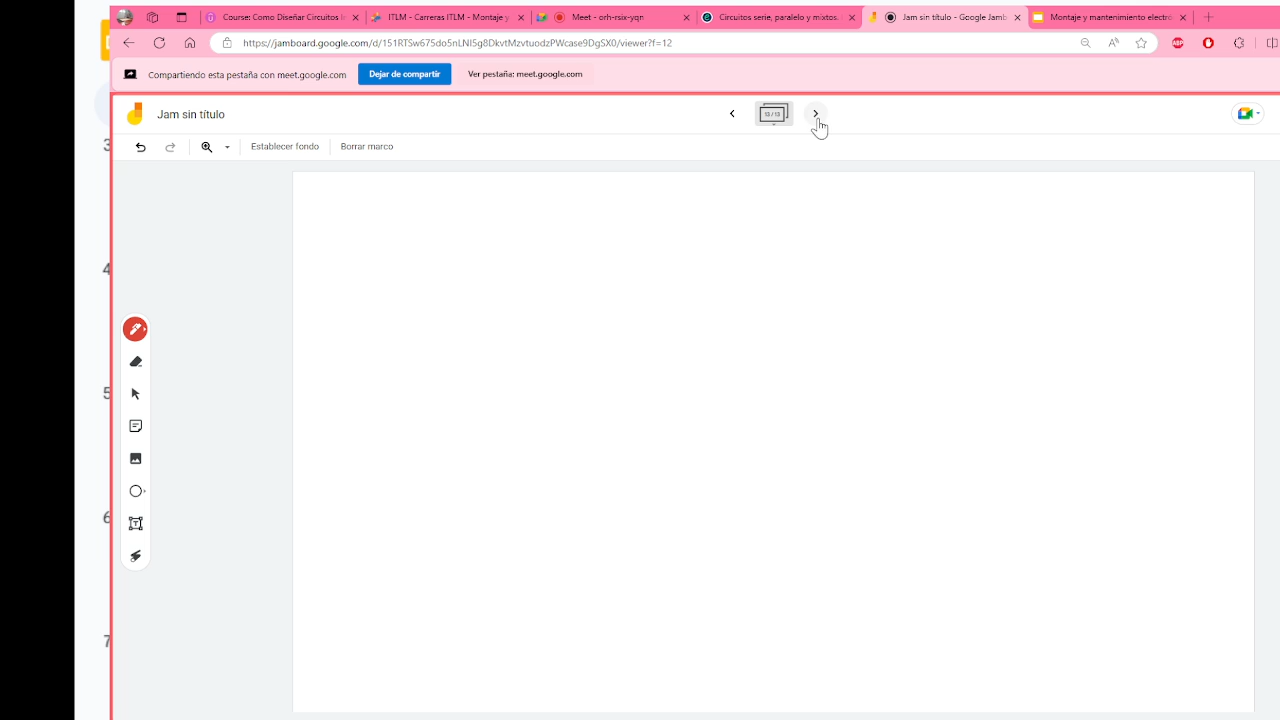 Course: Como Diseñar Circuitos I
ITLM - Carreras ITLM - Montaje y
Meet - orh-rsix-yqn
Circuitos serie, paralelo y mixtos.
Jam sin título - Google Jamb
Montaje y mantenimiento electró
https://jamboard.google.com/d/151RTSw675do5nLNI5g8DkvtMzvtuodzPWcase9DgSX0/viewer?f=12
ABP
Compartiendo esta pestaña con meet.google.com
Dejar de compartir
Ver pestaña: meet.google.com
Jam sin título
13 / 13
Establecer fondo
Borrar marco
3
4
5
6
7